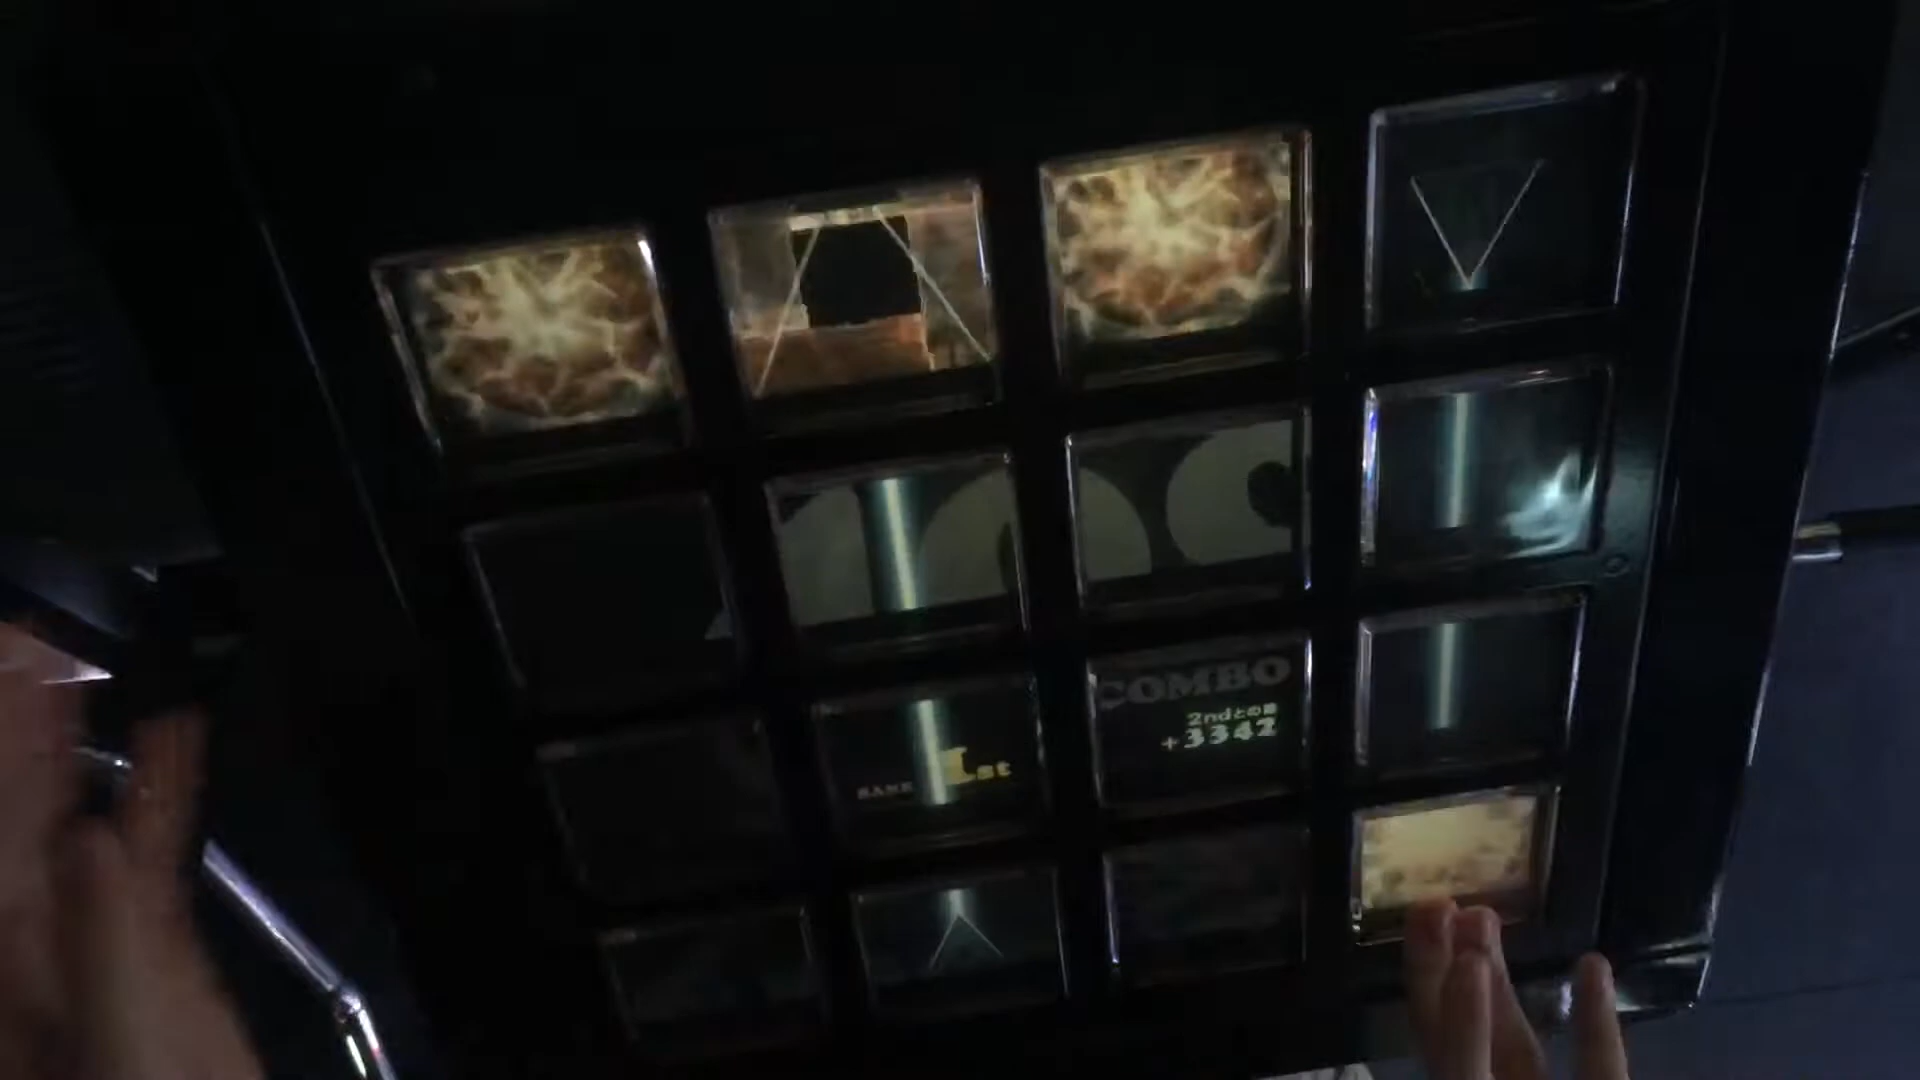 COMBO
2ndとの差
+3342
RANK 1st